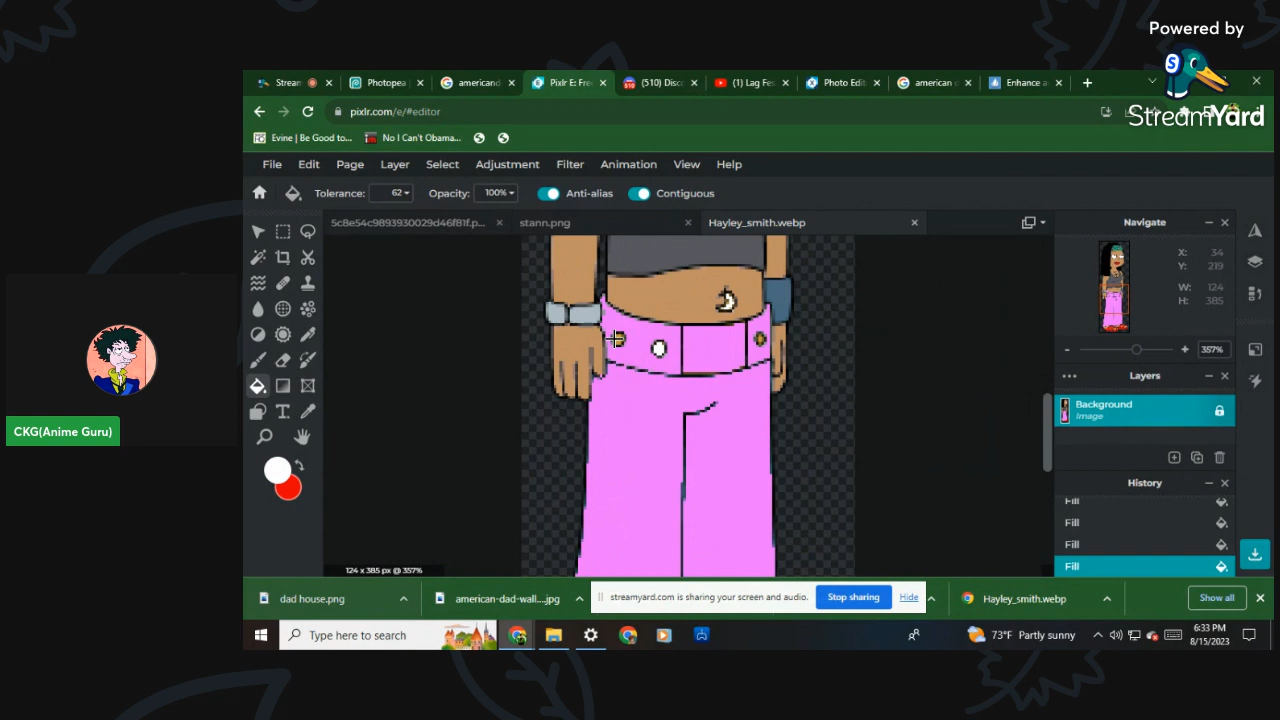 Powered by
StreamYard
Stream
Photopea
americand
Pixlr E: Free
(510) Disco
(1) Lag Fes
Photo Edit
american
Enhance a
pixlr.com/e/#editor
Evine | Be Good to...
No I Can't Obama...
File Edit Page Layer Select Adjustment Filter Animation View Help
Tolerance: 62 Opacity: 100% Anti-alias Contiguous
5c8e54c9893930029d46f81f.p...
stann.png
Hayley_smith.webp
Navigate
X: 34
Y: 219
W: 124
H: 385
- + 357%
Layers
Background
Image
History
Fill
Fill
Fill
Fill
124 x 385 px @ 357%
CKG(Anime Guru)
dad house.png
american-dad-wall....jpg
streamyard.com is sharing your screen and audio.
Stop sharing
Hide
Hayley_smith.webp
Show all
Type here to search
73°F Partly sunny
6:33 PM
8/15/2023